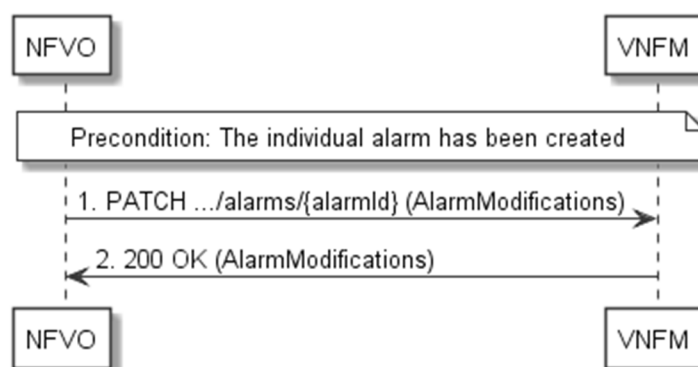 NFVO
VNFM
Precondition: The individual alarm has been created
1. PATCH .../alarms/{alarmId} (AlarmModifications)
2. 200 OK (AlarmModifications)
NFVO
VNFM